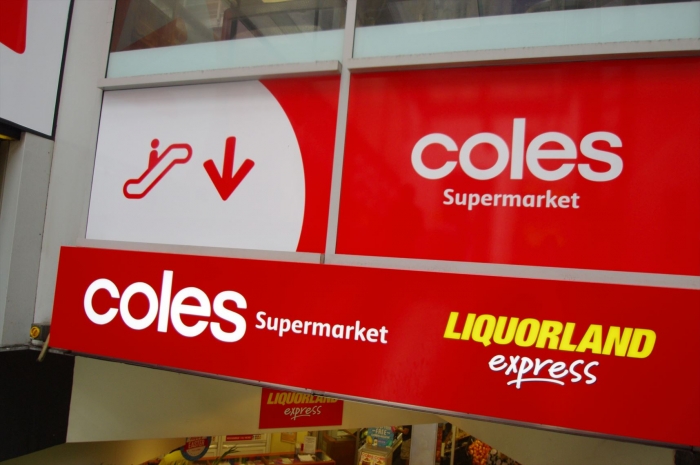 coles
Supermarket
coles Supermarket
LIQUORLAND
express
LIQUORLAND
express